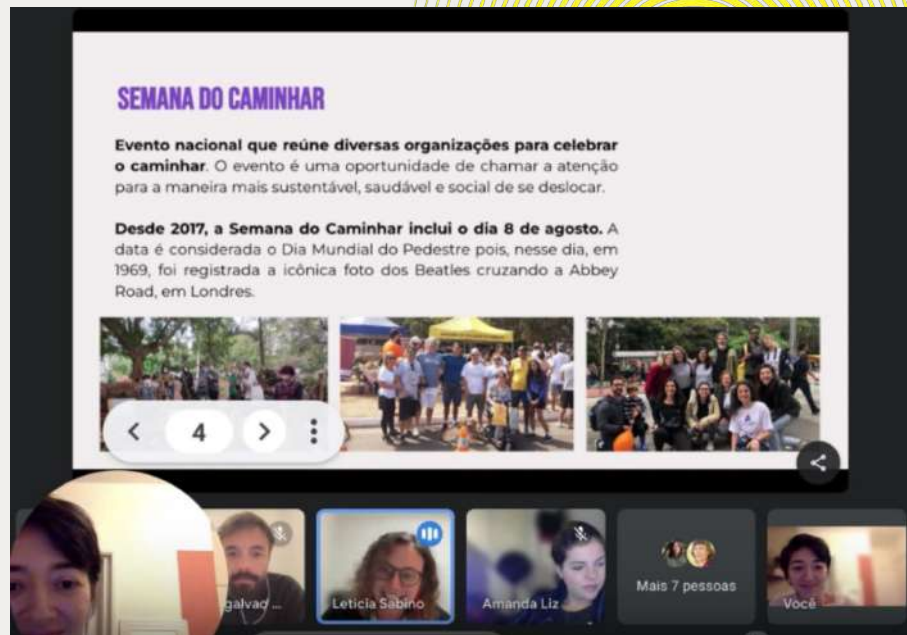 SEMANA DO CAMINHAR
Evento nacional que reúne diversas organizações para celebrar
o caminhar. O evento é uma oportunidade de chamar a atenção
para a maneira mais sustentável, saudável e social de se deslocar.
Desde 2017, a Semana do Caminhar inclui o dia 8 de agosto. A
data é considerada o Dia Mundial do Pedestre pois, nesse dia, em
1969, foi registrada a icônica foto dos Beatles cruzando a Abbey
Road, em Londres.
4
galvao ...
Leticia Sabino
Amanda Liz
Mais 7 pessoas
Você